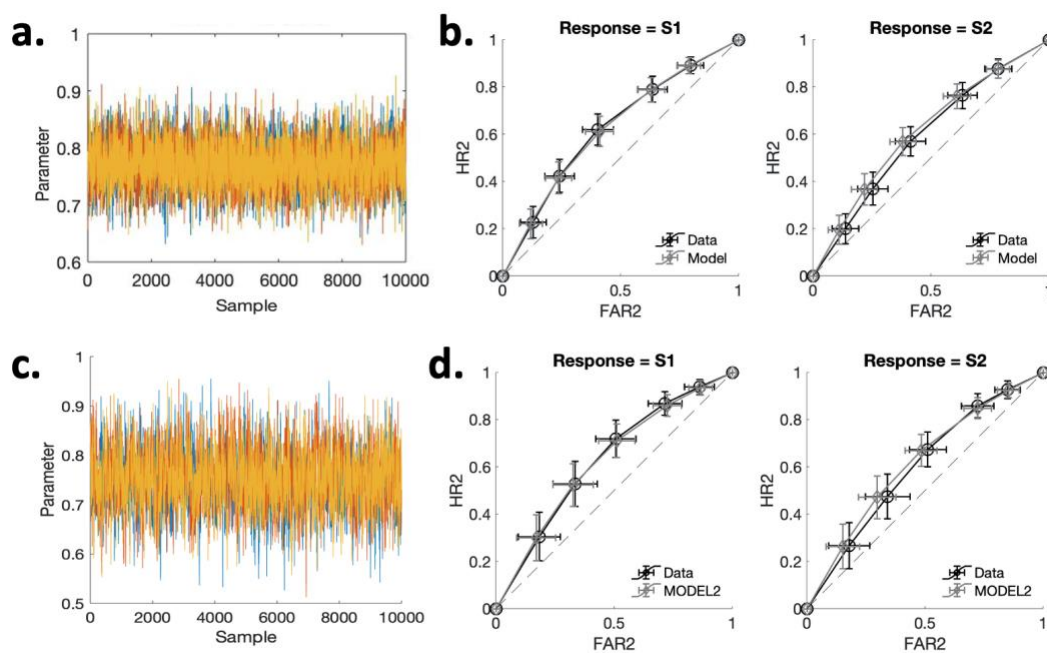 a.
1
0.9
0.8
0.7
0.6
Parameter
0
2000
4000
6000
8000
10000
Sample
b.
Response = S1
1
0.8
0.6
0.4
0.2
0
HR2
Data
Model
0
0.5
1
FAR2
Response = S2
1
0.8
0.6
0.4
0.2
0
HR2
Data
Model
0
0.5
1
FAR2
c.
1
0.9
0.8
0.7
0.6
0.5
Parameter
0
2000
4000
6000
8000
10000
Sample
d.
Response = S1
1
0.8
0.6
0.4
0.2
0
HR2
Data
MODEL2
0
0.5
1
FAR2
Response = S2
1
0.8
0.6
0.4
0.2
0
HR2
Data
MODEL2
0
0.5
1
FAR2